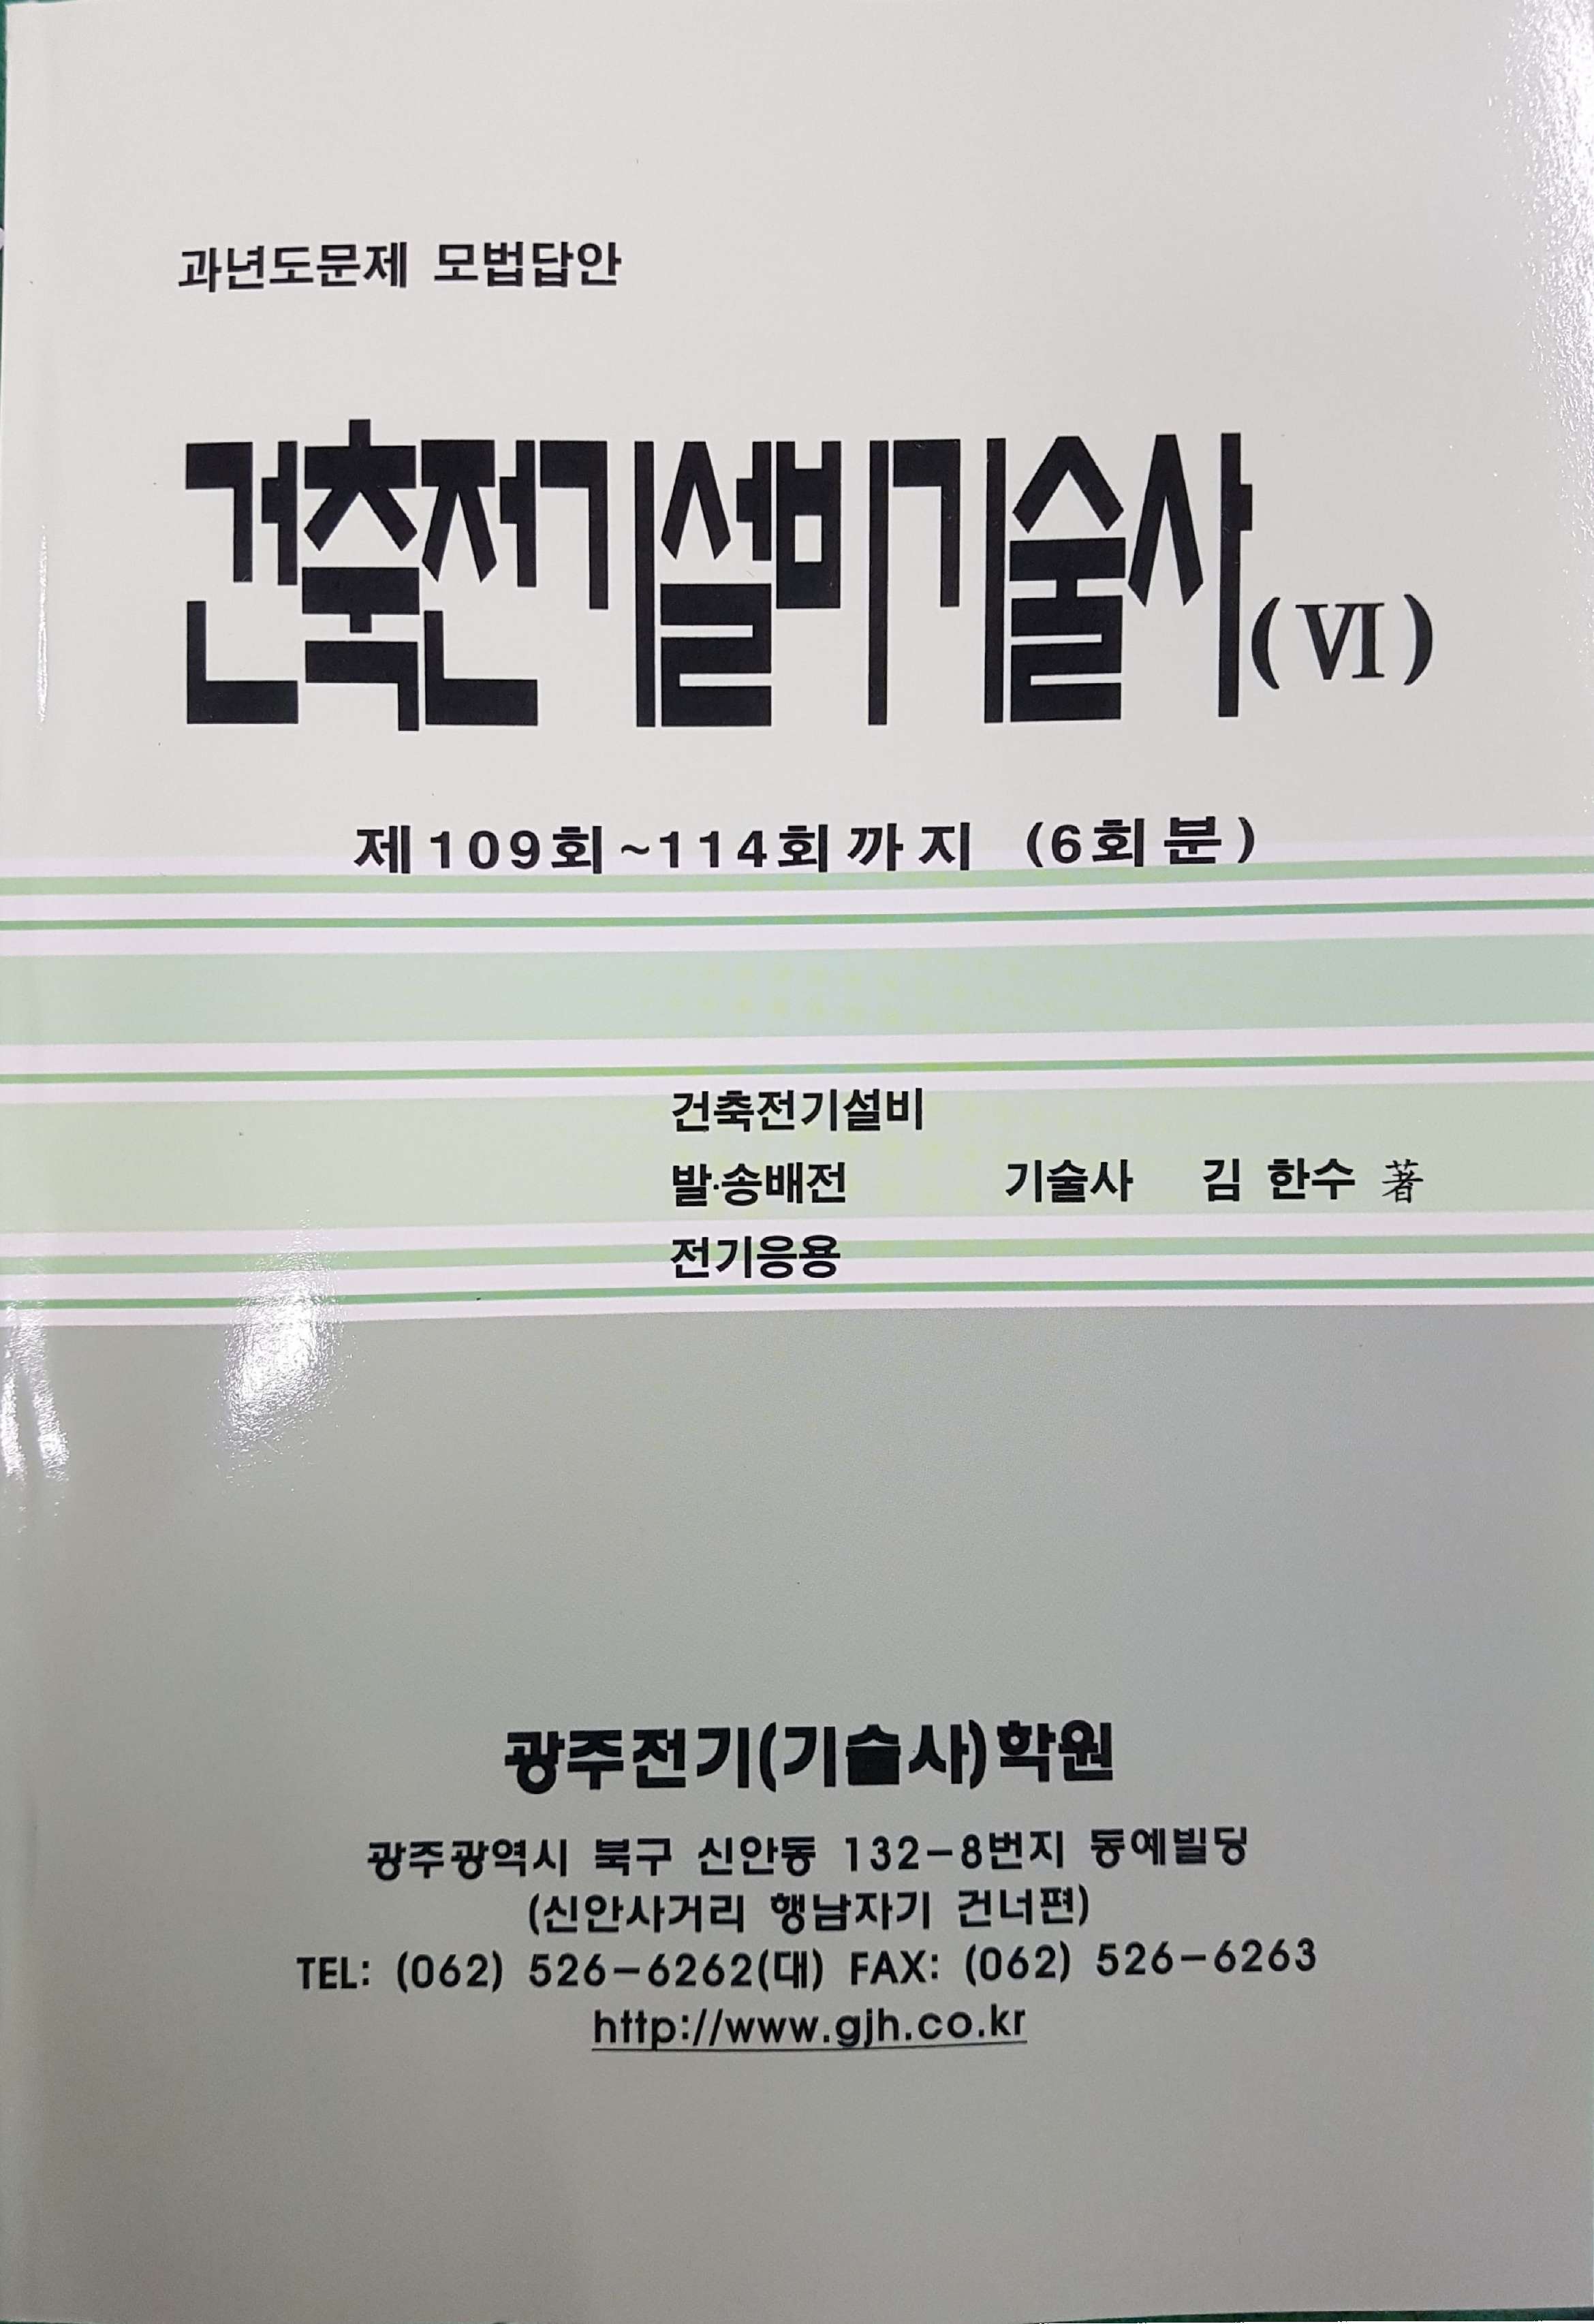 과년도문제 모법답안
건축전기설비기술사(Ⅵ)
제109회~114회까지 (6회분)
건축전기설비
발·송배전 기술사 김 한수 著
전기응용
광주전기(기술사)학원
광주광역시 북구 신안동 132-8번지 동예빌딩
(신안사거리 행남자기 건너편)
TEL: (062) 526-6262(대) FAX: (062) 526-6263
http://www.gjh.co.kr